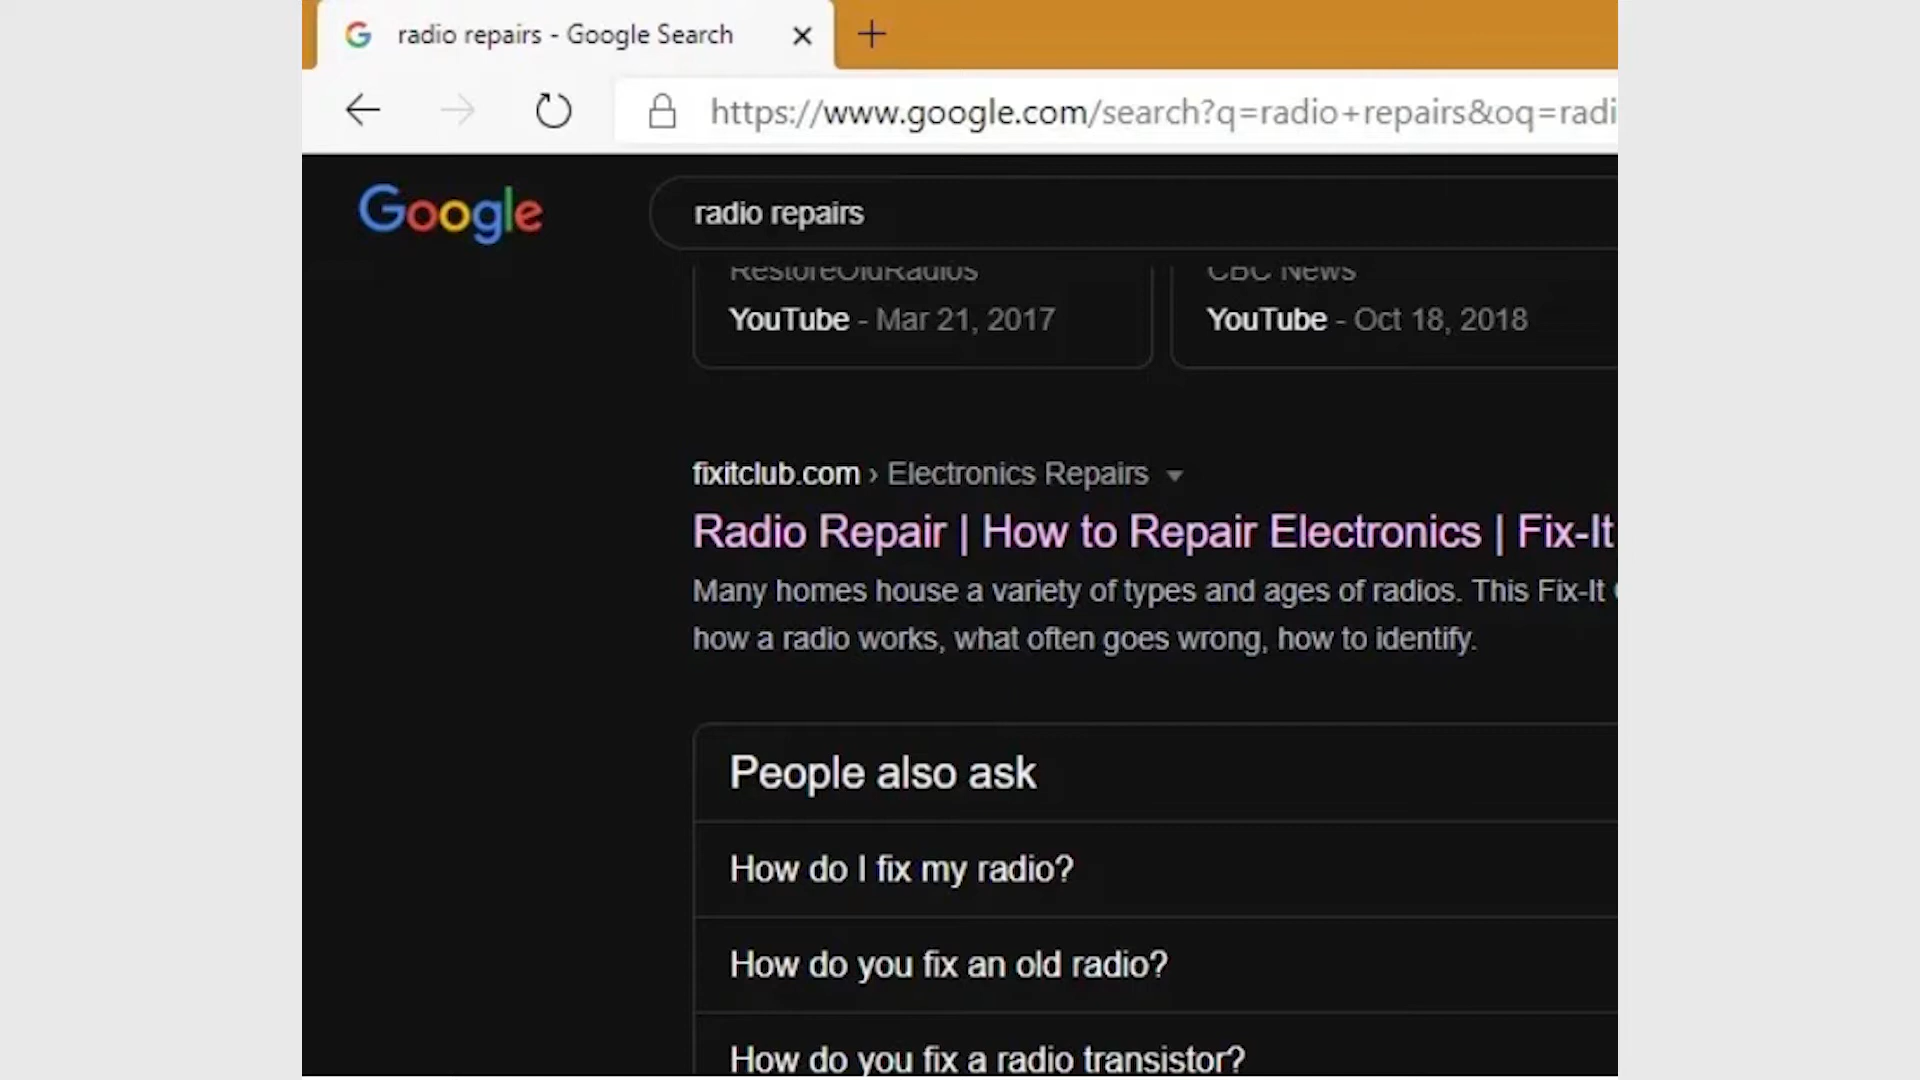 radio repairs - Google Search
https://www.google.com/search?q=radio+repairs&oq=radi
Google
radio repairs
RestoreOldRadios
CBC News
YouTube - Mar 21, 2017
YouTube - Oct 18, 2018
fixitclub.com › Electronics Repairs
Radio Repair | How to Repair Electronics | Fix-It
Many homes house a variety of types and ages of radios. This Fix-It
how a radio works, what often goes wrong, how to identify.
People also ask
How do I fix my radio?
How do you fix an old radio?
How do you fix a radio transistor?